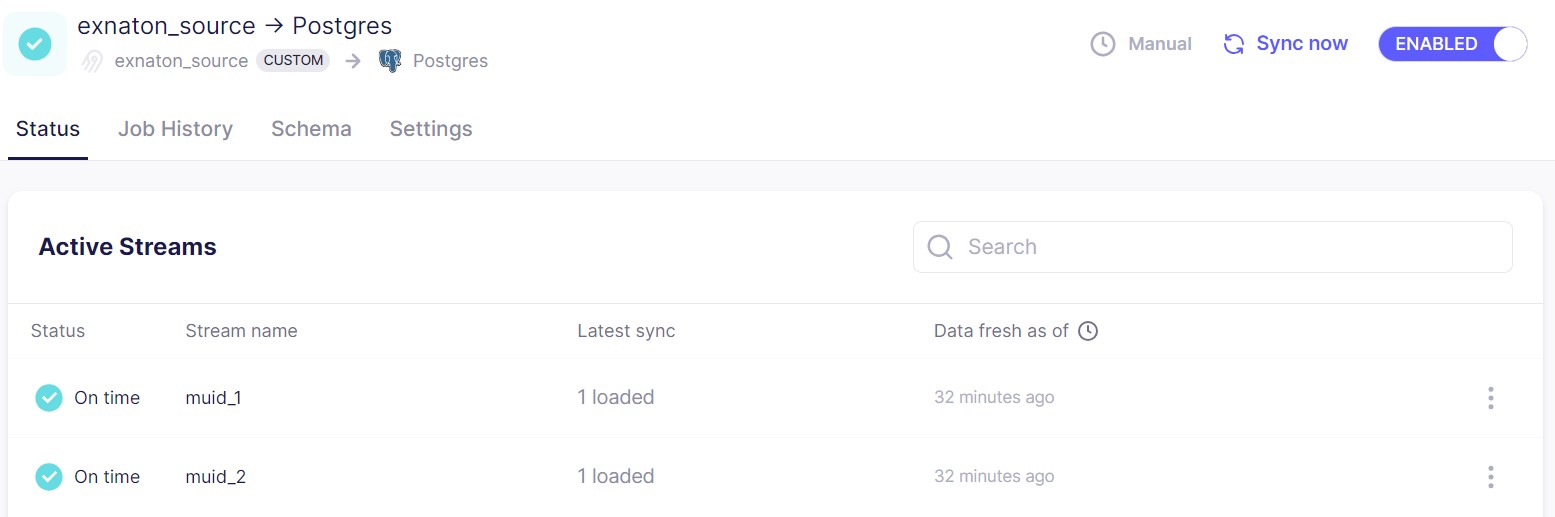 exnaton_source → Postgres
exnaton_source CUSTOM → Postgres
Manual Sync now ENABLED
Status Job History Schema Settings
Active Streams Search
Status Stream name Latest sync Data fresh as of
On time muid_1 1 loaded 32 minutes ago
On time muid_2 1 loaded 32 minutes ago